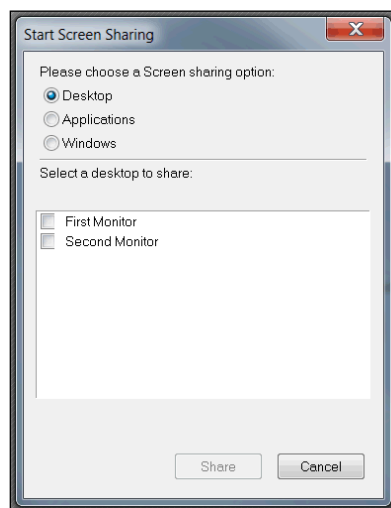 Start Screen Sharing
Please choose a Screen sharing option:
Desktop
Applications
Windows
Select a desktop to share:
First Monitor
Second Monitor
Share Cancel